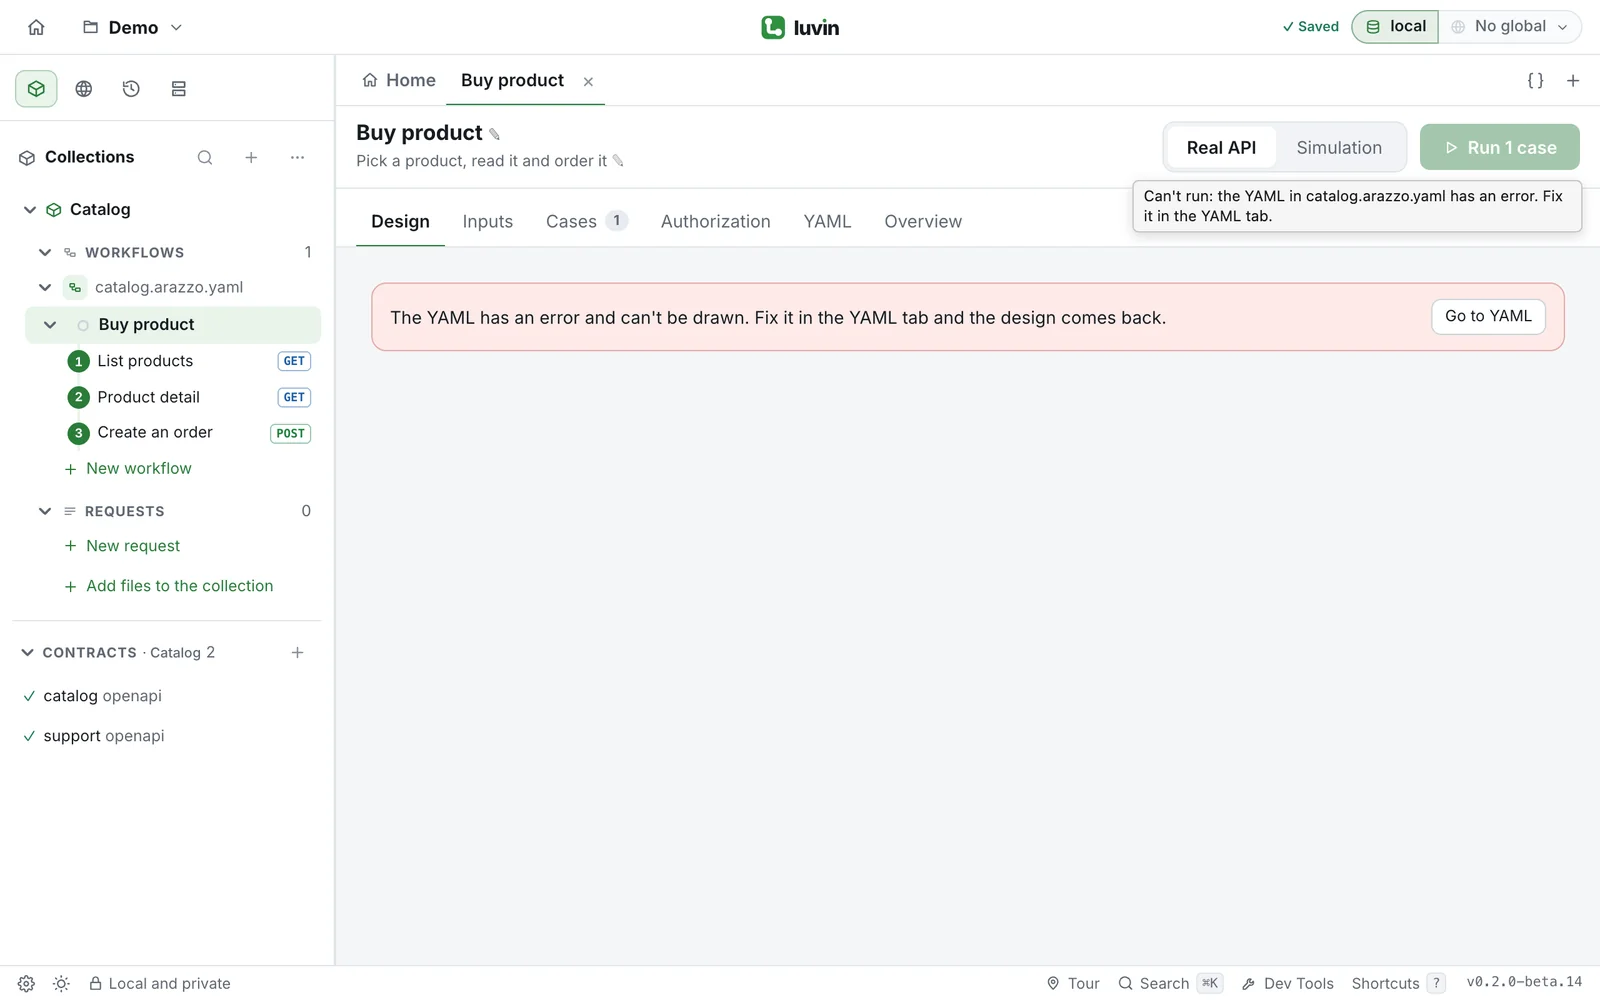 Demo
luvin
Saved
local
No global
Home
Buy product
{ }
Collections
Buy product
Pick a product, read it and order it
Real API
Simulation
Run 1 case
Can't run: the YAML in catalog.arazzo.yaml has an error. Fix
it in the YAML tab.
Catalog
Design
Inputs
Cases 1
Authorization
YAML
Overview
WORKFLOWS 1
catalog.arazzo.yaml
The YAML has an error and can't be drawn. Fix it in the YAML tab and the design comes back.
Go to YAML
Buy product
1 List products GET
2 Product detail GET
3 Create an order POST
+ New workflow
REQUESTS 0
+ New request
+ Add files to the collection
CONTRACTS · Catalog 2
catalog openapi
support openapi
Local and private
Tour
Search ⌘K
Dev Tools
Shortcuts ?
v0.2.0-beta.14